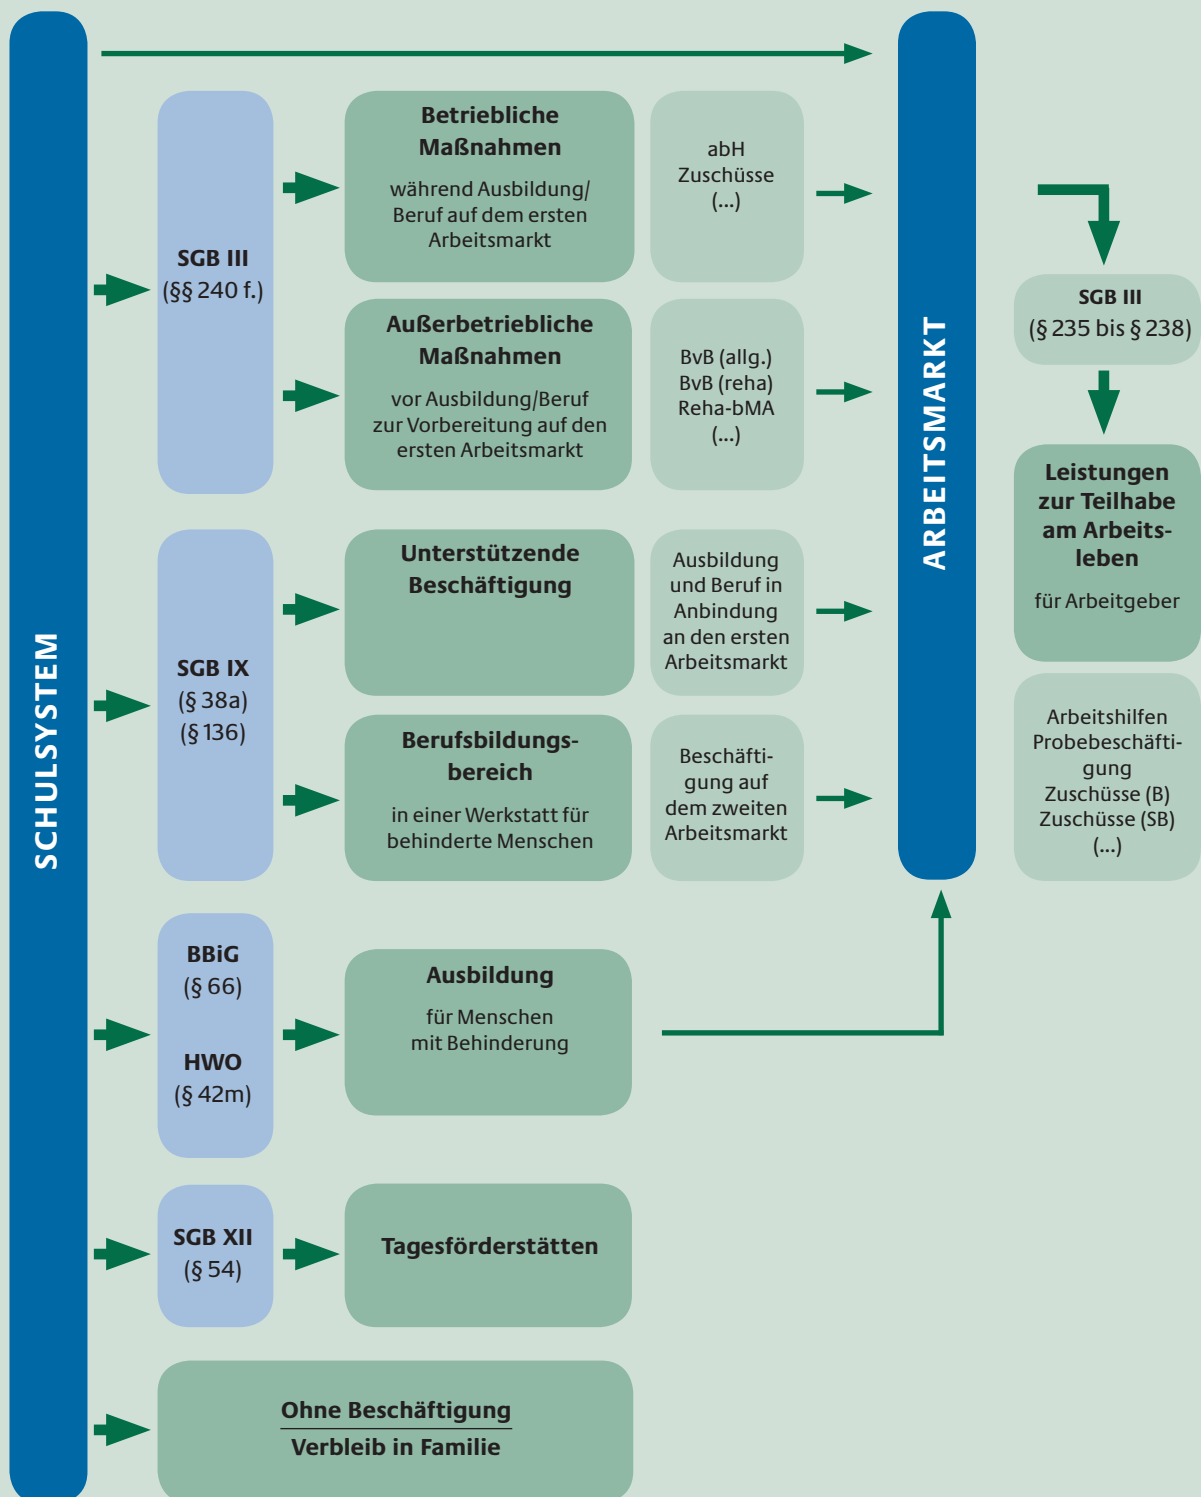 SCHULSYSTEM
SGB III
(§§ 240 f.)
Betriebliche
Maßnahmen
während Ausbildung/
Beruf auf dem ersten
Arbeitsmarkt
abH
Zuschüsse
(...)
Außerbetriebliche
Maßnahmen
vor Ausbildung/Beruf
zur Vorbereitung auf den
ersten Arbeitsmarkt
BvB (allg.)
BvB (reha)
Reha-bMA
(...)
SGB IX
(§ 38a)
(§ 136)
Unterstützende
Beschäftigung
Ausbildung
und Beruf in
Anbindung
an den ersten
Arbeitsmarkt
Berufsbildungs-
bereich
in einer Werkstatt für
behinderte Menschen
Beschäfti-
gung auf
dem zweiten
Arbeitsmarkt
BBiG
(§ 66)
HWO
(§ 42m)
Ausbildung
für Menschen
mit Behinderung
SGB XII
(§ 54)
Tagesförderstätten
Ohne Beschäftigung
Verbleib in Familie
ARBEITSMARKT
SGB III
(§ 235 bis § 238)
Leistungen
zur Teilhabe
am Arbeits-
leben
für Arbeitgeber
Arbeitshilfen
Probebeschäfti-
gung
Zuschüsse (B)
Zuschüsse (SB)
(...)